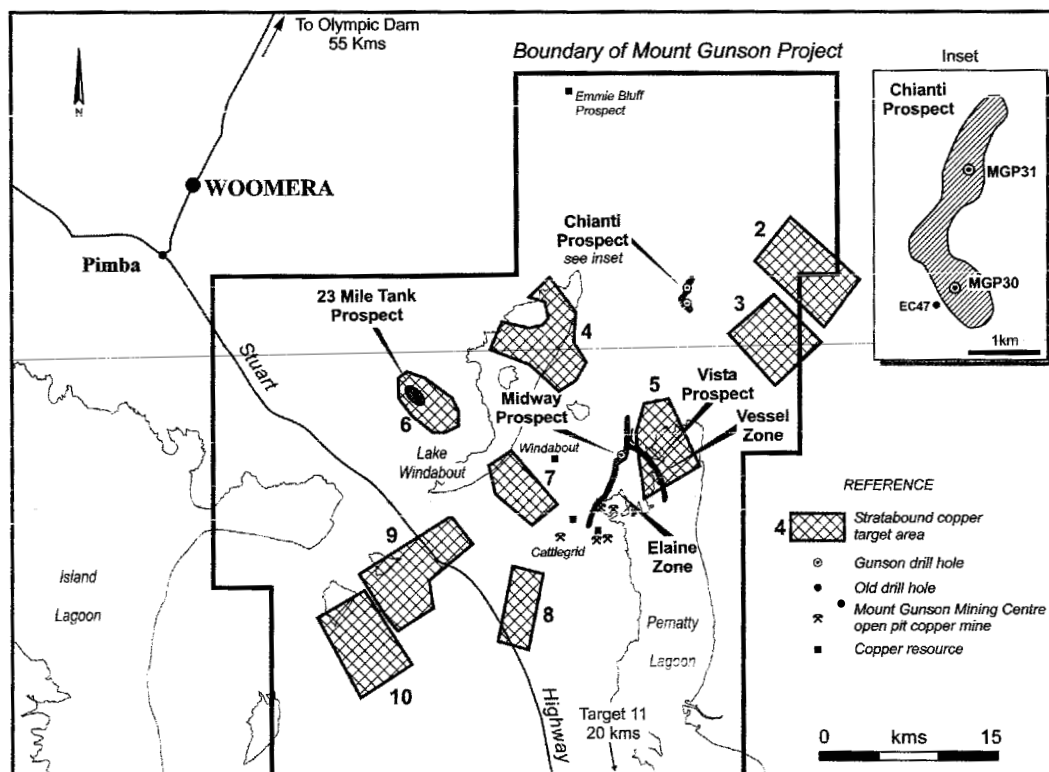 To Olympic Dam
55 Kms
Boundary of Mount Gunson Project
Inset
Chianti
Prospect
MGP31
MGP30
EC47
1km
N
Emmie Bluff
Prospect
WOOMERA
Pimba
Chianti
Prospect
see inset
2
3
23 Mile Tank
Prospect
4
Stuart
5
Vista
Prospect
Midway
Prospect
Vessel
Zone
6
Lake
Windabout
Windabout
7
9
Cattlegrid
Elaine
Zone
Island
Lagoon
8
Pernatty
Lagoon
10
Highway
Target 11
20 kms
REFERENCE
4
Stratabound copper
target area
Gunson drill hole
Old drill hole
Mount Gunson Mining Centre
open pit copper mine
Copper resource
0 kms 15